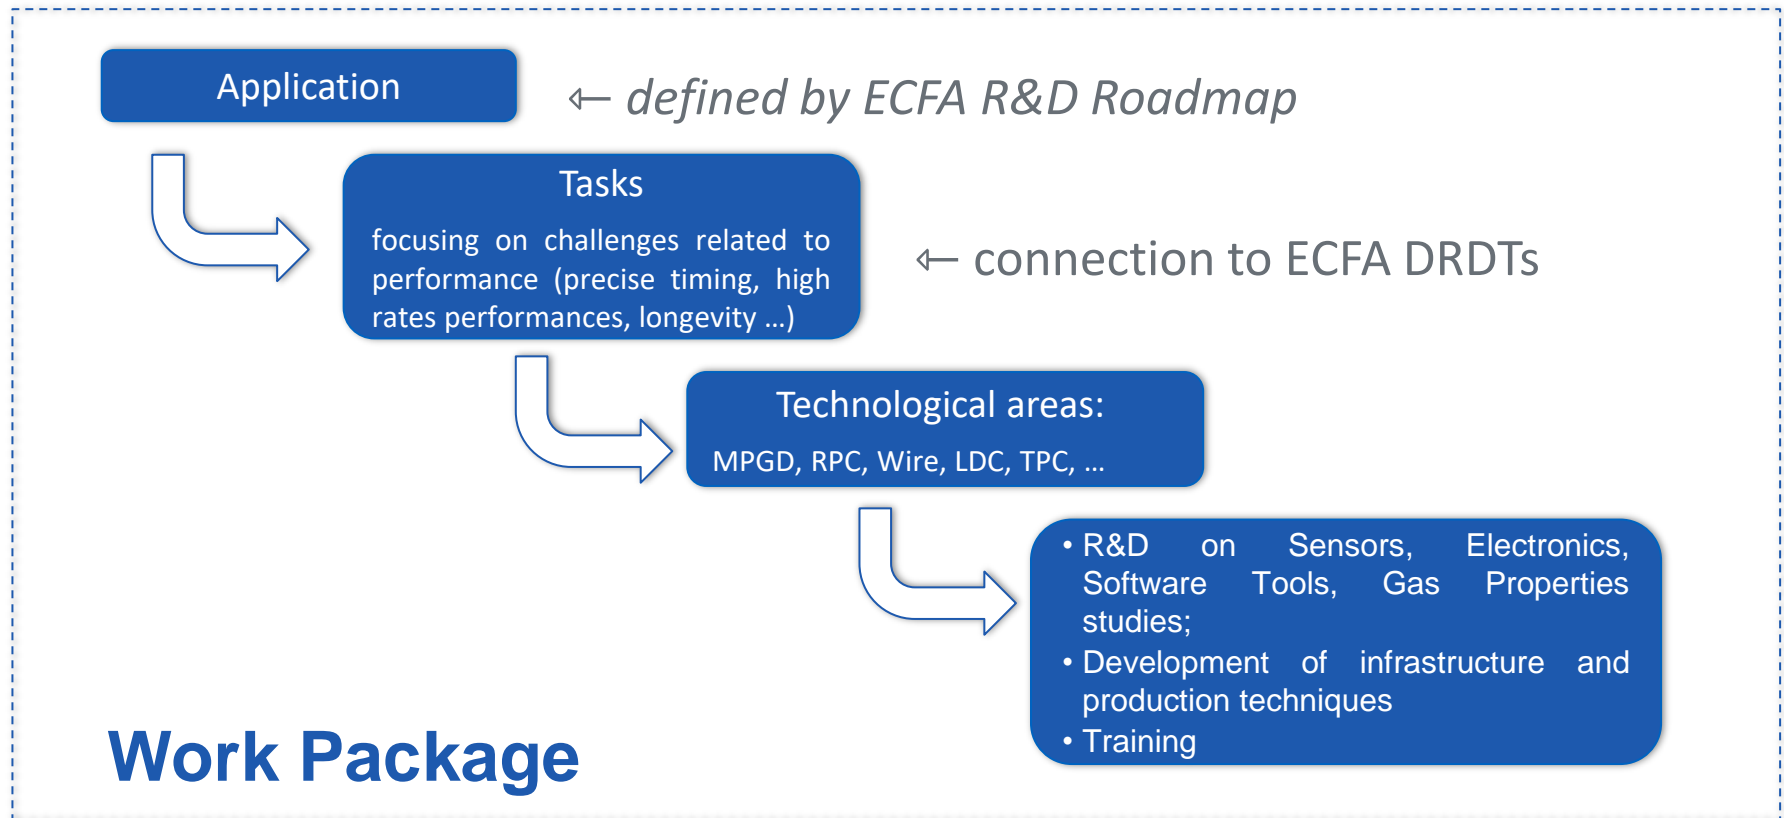 Application
⇽ defined by ECFA R&D Roadmap
Tasks
focusing on challenges related to
performance (precise timing, high
rates performances, longevity …)
⇽ connection to ECFA DRDTs
Technological areas:
MPGD, RPC, Wire, LDC, TPC, …
• R&D on Sensors, Electronics,
Software Tools, Gas Properties
studies;
• Development of infrastructure and
production techniques
• Training
Work Package